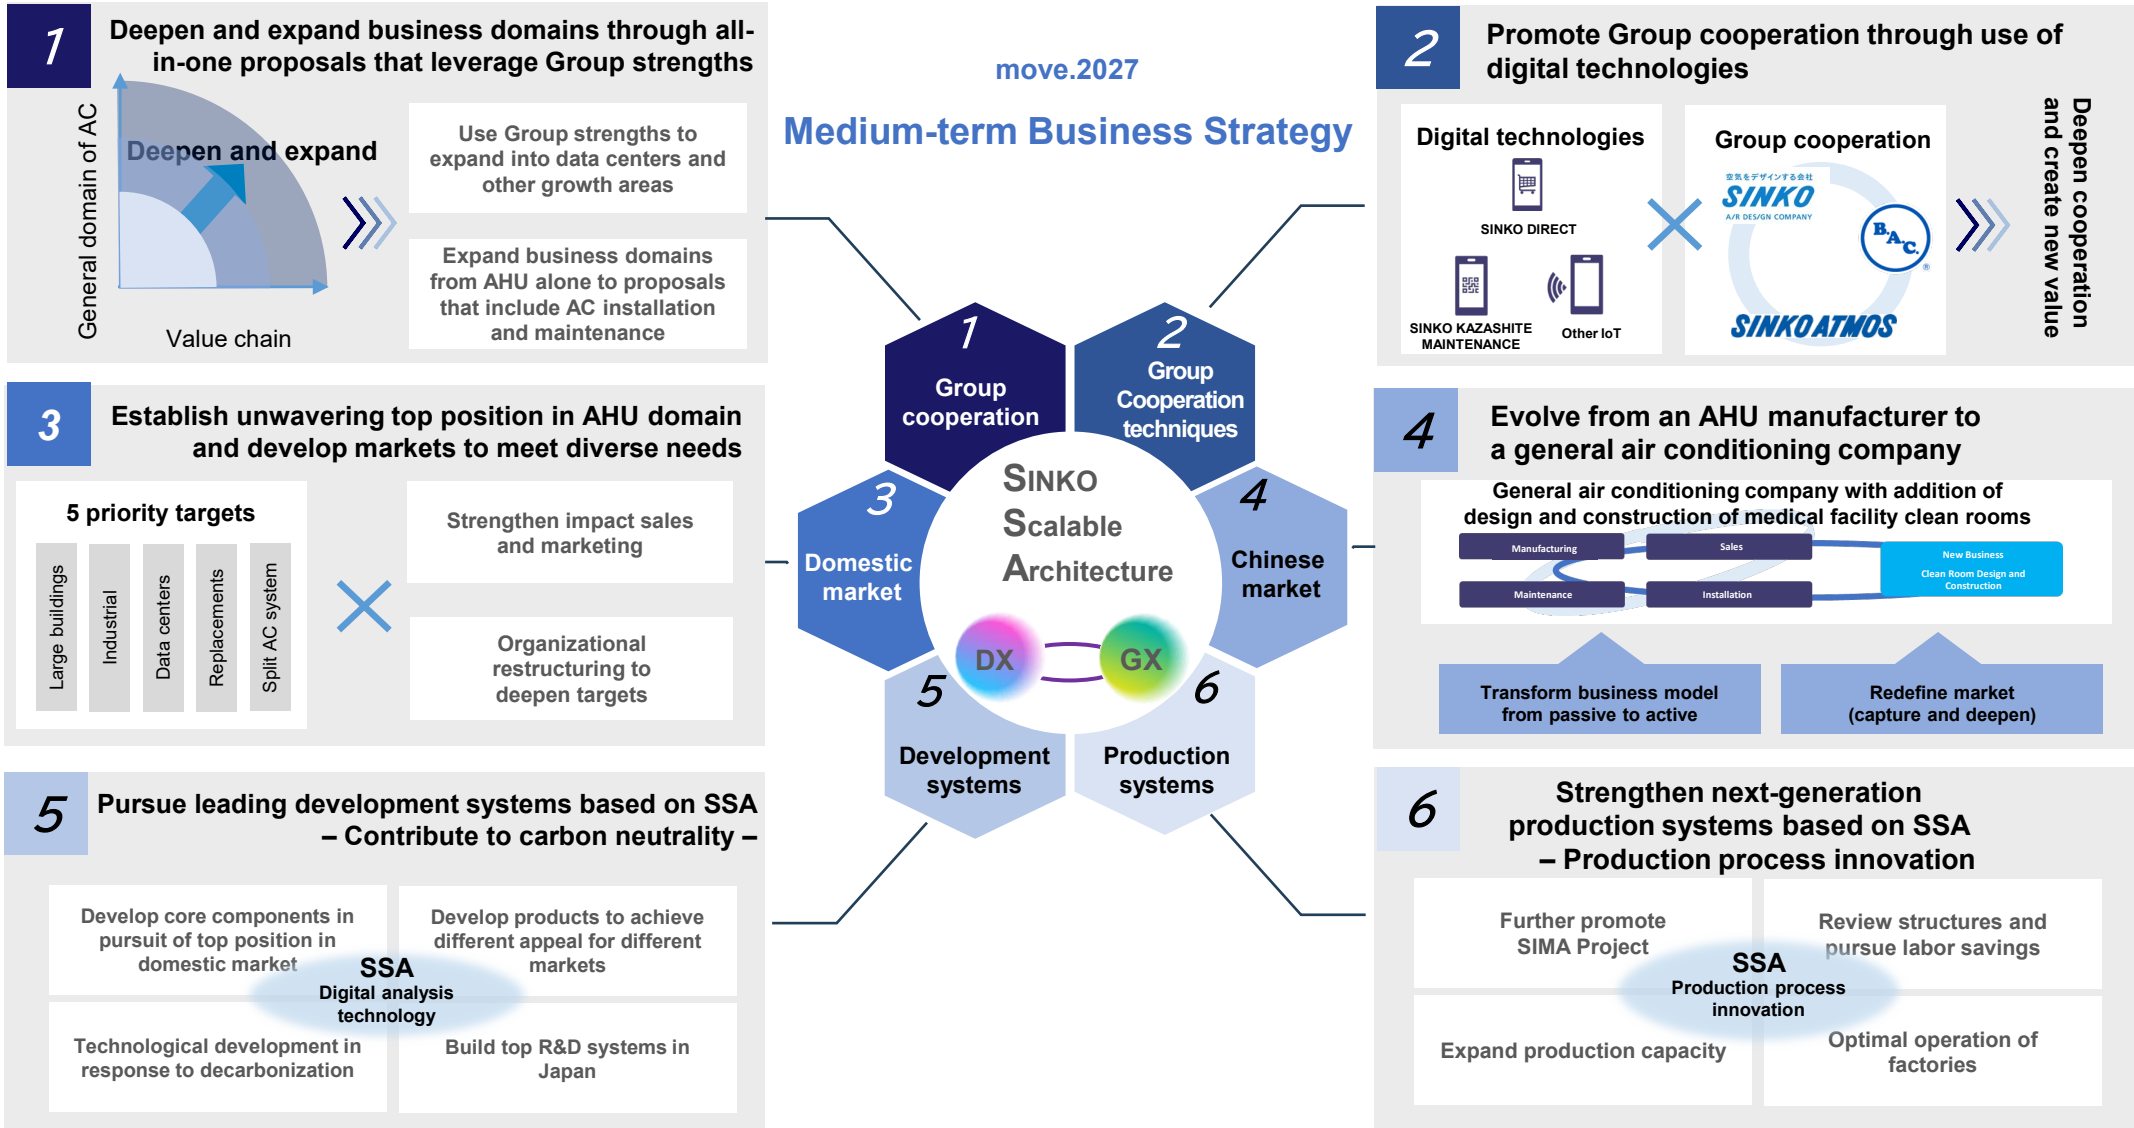 move.2027
Medium-term Business Strategy
1
Deepen and expand business domains through all-
in-one proposals that leverage Group strengths
General domain of AC
Deepen and expand
Value chain
Use Group strengths to
expand into data centers and
other growth areas
Expand business domains
from AHU alone to proposals
that include AC installation
and maintenance
2
Promote Group cooperation through use of
digital technologies
Digital technologies
SINKO DIRECT
SINKO KAZASHITE
MAINTENANCE
Other IoT
Group cooperation
空気をデザインする会社
SINKO
AIR DESIGN COMPANY
B.A.C.
®
SINKO ATMOS
Deepen cooperation
and create new value
1
Group
cooperation
2
Group
Cooperation
techniques
3
Domestic
market
4
Chinese
market
5
Development
systems
6
Production
systems
SINKO
Scalable
Architecture
DX
GX
3
Establish unwavering top position in AHU domain
and develop markets to meet diverse needs
5 priority targets
Large buildings
Industrial
Data centers
Replacements
Split AC system
Strengthen impact sales
and marketing
Organizational
restructuring to
deepen targets
4
Evolve from an AHU manufacturer to
a general air conditioning company
General air conditioning company with addition of
design and construction of medical facility clean rooms
Manufacturing
Sales
Maintenance
Installation
New Business
Clean Room Design and
Construction
Transform business model
from passive to active
Redefine market
(capture and deepen)
5
Pursue leading development systems based on SSA
– Contribute to carbon neutrality –
Develop core components in
pursuit of top position in
domestic market
Develop products to achieve
different appeal for different
markets
SSA
Digital analysis
technology
Technological development in
response to decarbonization
Build top R&D systems in
Japan
6
Strengthen next-generation
production systems based on SSA
– Production process innovation
Further promote
SIMA Project
Review structures and
pursue labor savings
SSA
Production process
innovation
Expand production capacity
Optimal operation of
factories